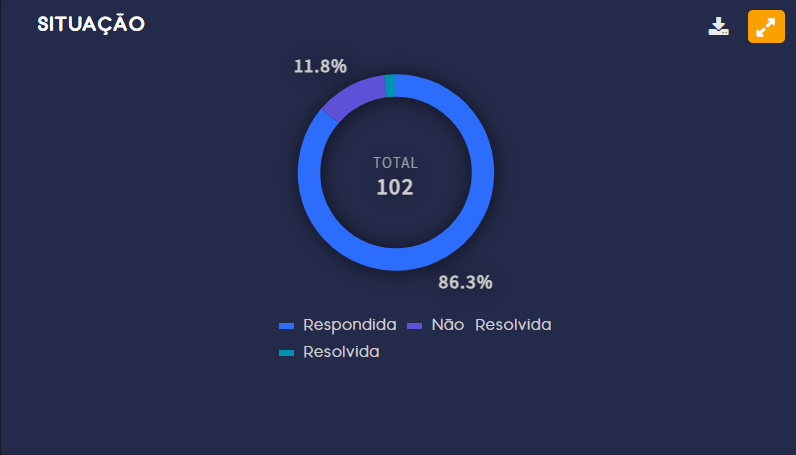 SITUAÇÃO
11.8%
TOTAL
102
86.3%
Respondida Não Resolvida
Resolvida